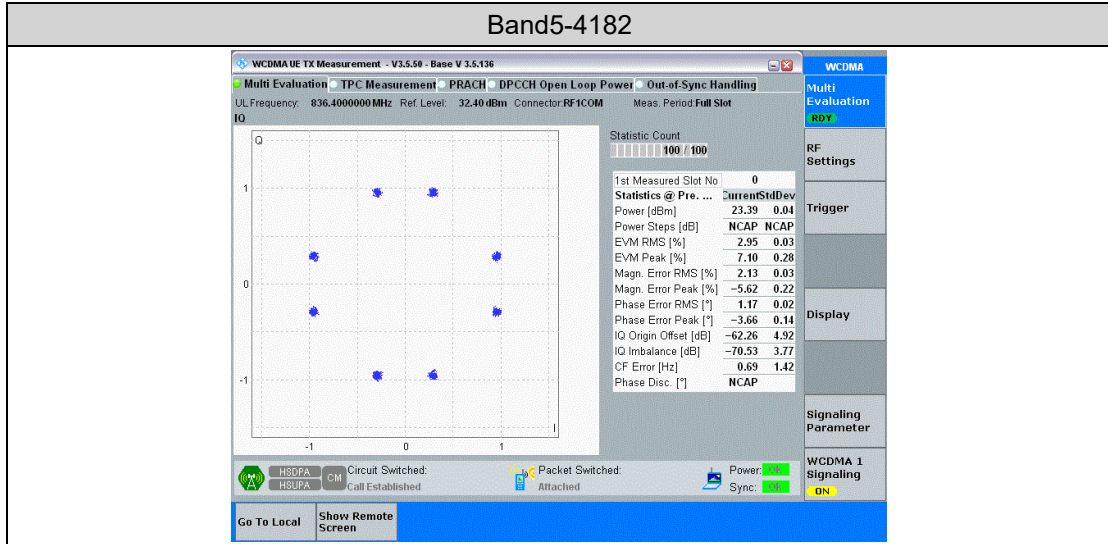 Band5-4182
WCDMA UE TX Measurement - V3.5.50 - Base V 3.5.136
WCDMA
Multi Evaluation TPC Measurement PRACH DPCCH Open Loop Power Out-of-Sync Handling
UL Frequency: 836.4000000 MHz Ref. Level: 32.40 dBm Connector:RF1COM Meas. Period:Full Slot
IQ
Multi
Evaluation
RDY
Q
1
0
-1
-1 0 1
I
Statistic Count
100 / 100
1st Measured Slot No 0
Statistics @ Pre. ... CurrentStdDev
Power [dBm] 23.39 0.04
Power Steps [dB] NCAP NCAP
EVM RMS [%] 2.95 0.03
EVM Peak [%] 7.10 0.28
Magn. Error RMS [%] 2.13 0.03
Magn. Error Peak [%] −5.62 0.22
Phase Error RMS [°] 1.17 0.02
Phase Error Peak [°] −3.66 0.14
IQ Origin Offset [dB] −62.26 4.92
IQ Imbalance [dB] −70.53 3.77
CF Error [Hz] 0.69 1.42
Phase Disc. [°] NCAP
RF
Settings
Trigger
Display
Signaling
Parameter
WCDMA 1
Signaling
ON
HSDPA
HSUPA
CM
Circuit Switched:
Call Established
Packet Switched:
Attached
Power: OK
Sync: OK
Go To Local
Show Remote
Screen